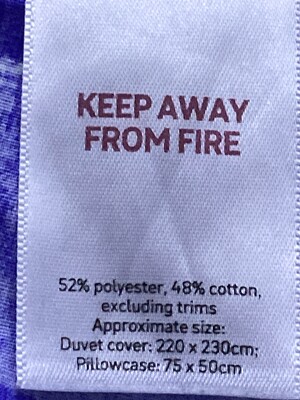 KEEP AWAY
FROM FIRE
52% polyester, 48% cotton,
excluding trims
Approximate size:
Duvet cover: 220 x 230cm;
Pillowcase: 75 x 50cm